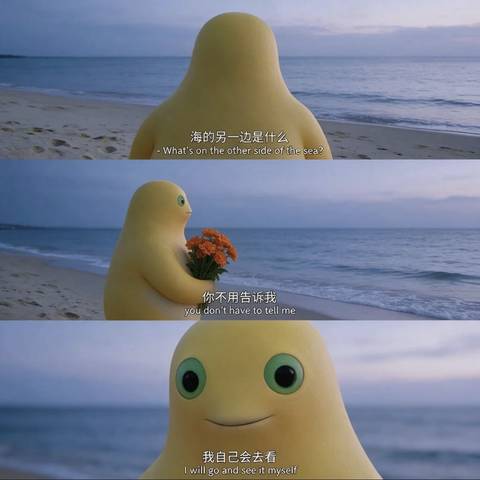 海的另一边是什么
- What's on the other side of the sea?
你不用告诉我
you don't have to tell me
我自己会去看
I will go and see it myself